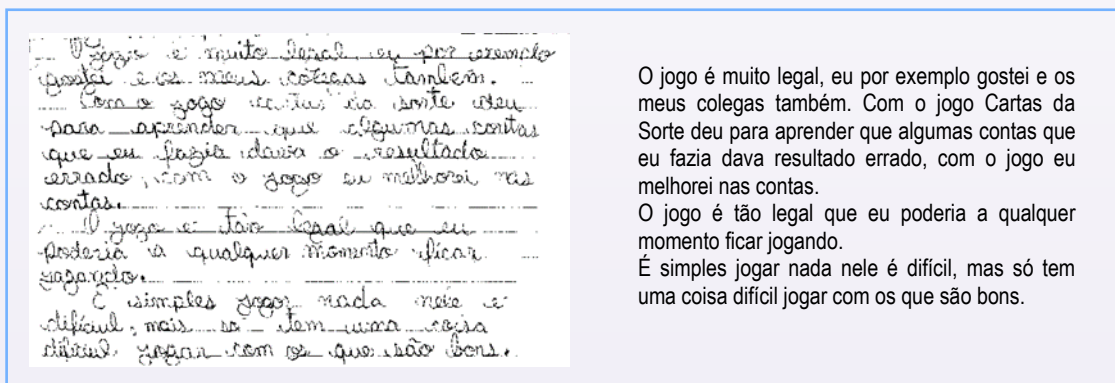 O jogo é muito legal, eu por exemplo
gostei e os meus colegas também.
Com o jogo cartas da sorte deu
para aprender que algumas contas
que eu fazia dava o resultado
errado, com o jogo eu melhorei nas
contas.
O jogo é tão legal que eu
poderia a qualquer momento ficar
jogando.
É simples jogar nada nele é
difíciul, mais so tem uma coisa
difíciul jogar com os que são bons.
O jogo é muito legal, eu por exemplo gostei e os
meus colegas também. Com o jogo Cartas da
Sorte deu para aprender que algumas contas que
eu fazia dava resultado errado, com o jogo eu
melhorei nas contas.
O jogo é tão legal que eu poderia a qualquer
momento ficar jogando.
É simples jogar nada nele é difícil, mas só tem
uma coisa difícil jogar com os que são bons.